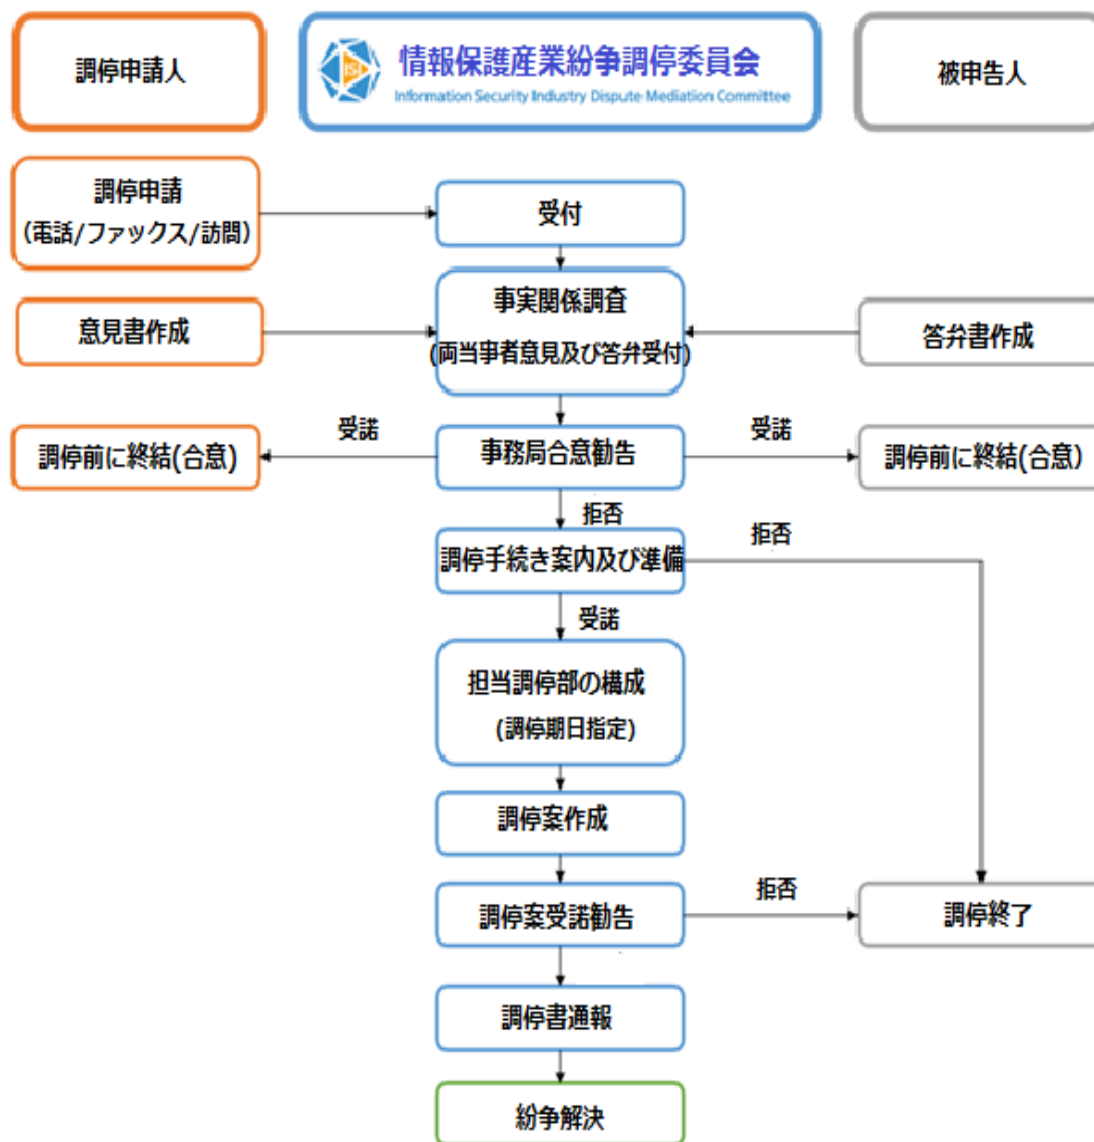 調停申請人
ISI
情報保護産業紛争調停委員会
Information Security Industry Dispute Mediation Committee
被申告人
調停申請
(電話/ファックス/訪問)
受付
事実関係調査
(両当事者意見及び答弁受付)
意見書作成
答弁書作成
受諾
受諾
調停前に終結(合意)
事務局合意勧告
調停前に終結(合意)
拒否
拒否
調停手続き案内及び準備
受諾
担当調停部の構成
(調停期日指定)
調停案作成
拒否
調停案受諾勧告
調停終了
調停書通報
紛争解決